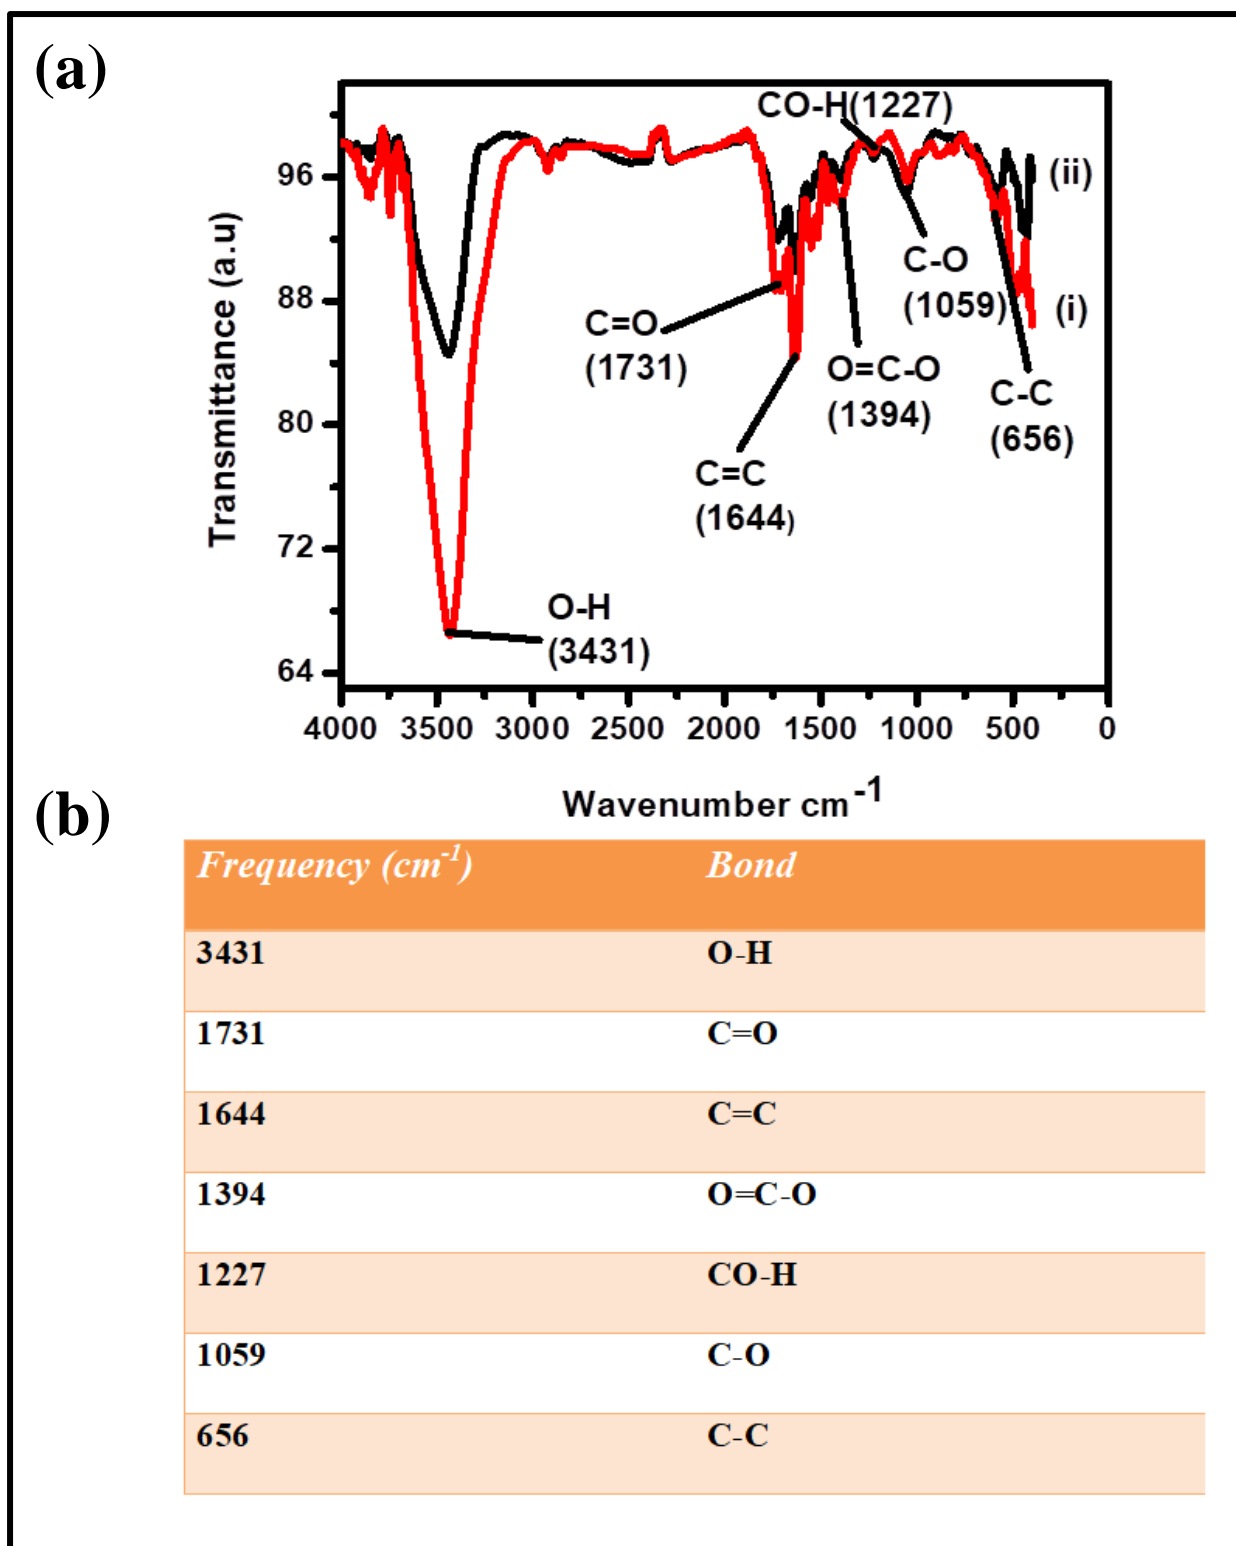 (a)
CO-H(1227)
96
(ii)
C-O
(1059)
88
(i)
C=O
(1731)
O=C-O
(1394)
C-C
(656)
80
C=C
(1644)
72
O-H
(3431)
64
Transmittance (a.u)
4000 3500 3000 2500 2000 1500 1000 500 0
Wavenumber cm-1
(b)
Frequency (cm-1) Bond
3431 O-H
1731 C=O
1644 C=C
1394 O=C-O
1227 CO-H
1059 C-O
656 C-C